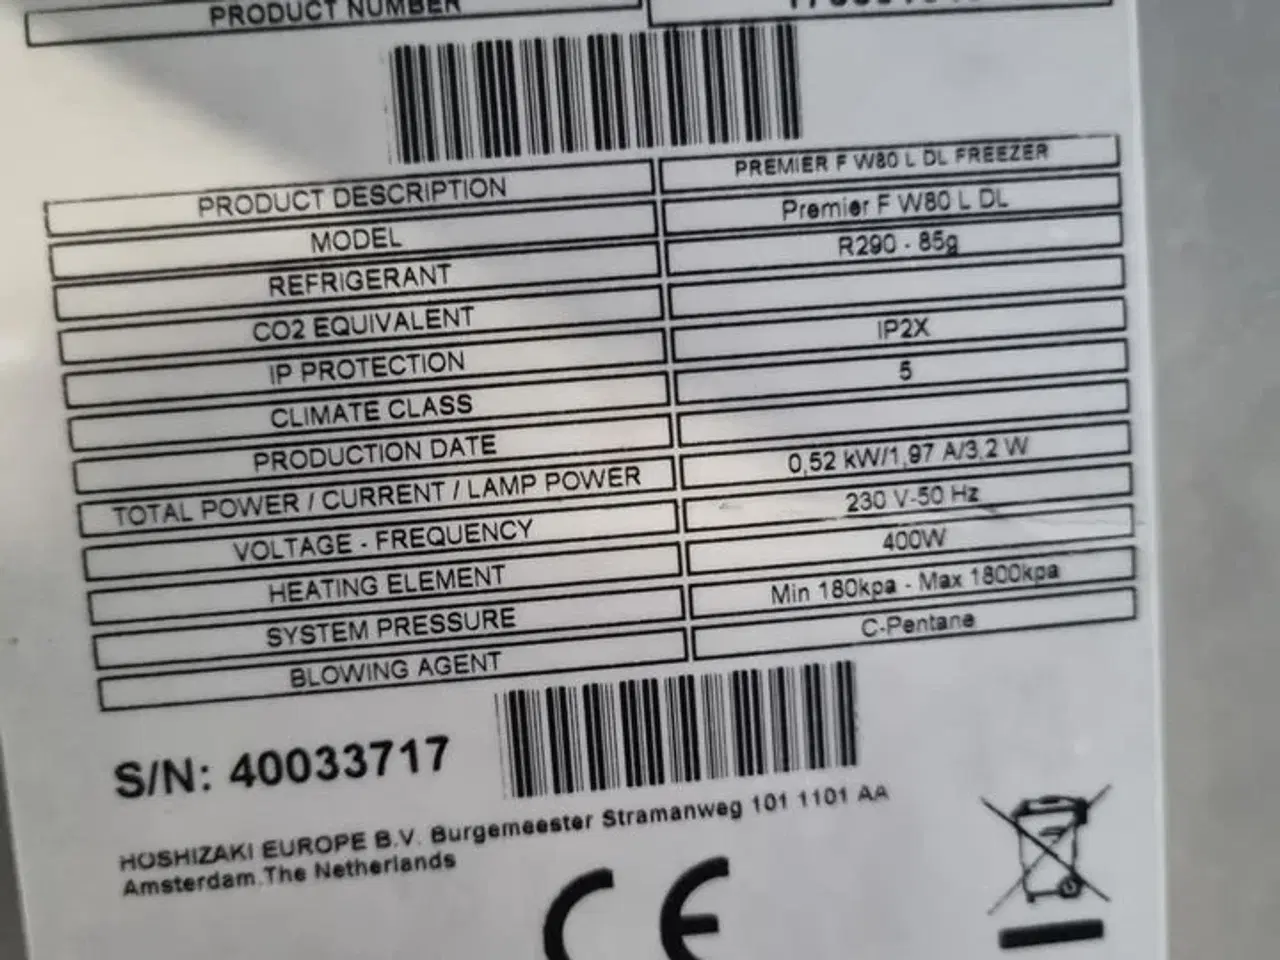 PRODUCT NUMBER
PRODUCT DESCRIPTION PREMIER F W80 L DL FREEZER
MODEL Premier F W80 L DL
REFRIGERANT R290 - 85g
CO2 EQUIVALENT
IP PROTECTION IP2X
CLIMATE CLASS 5
PRODUCTION DATE
TOTAL POWER / CURRENT / LAMP POWER 0,52 kW/1,97 A/3,2 W
VOLTAGE - FREQUENCY 230 V-50 Hz
HEATING ELEMENT 400W
SYSTEM PRESSURE Min 180kpa - Max 1800kpa
BLOWING AGENT C-Pentane
S/N: 40033717
HOSHIZAKI EUROPE B.V. Burgemeester Stramanweg 101 1101 AA
Amsterdam.The Netherlands
CE